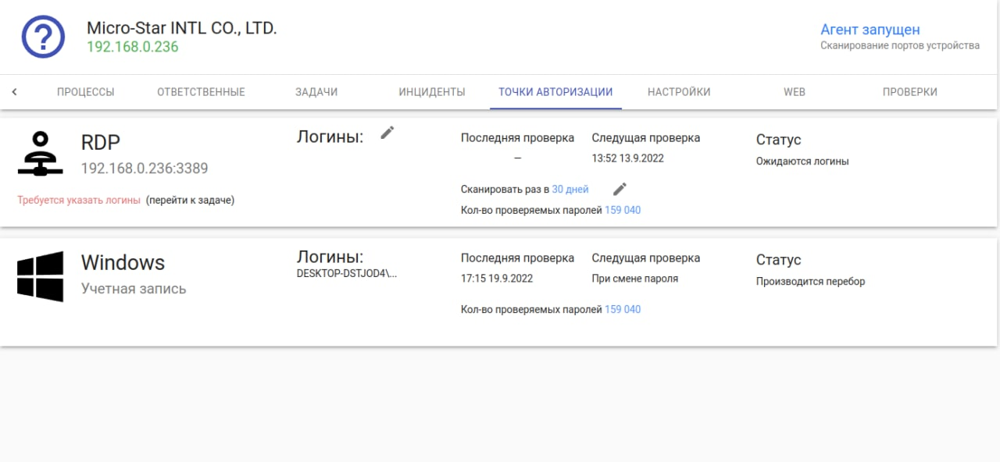 Micro-Star INTL CO., LTD.
192.168.0.236
Агент запущен
Сканирование портов устройства
ПРОЦЕССЫ ОТВЕТСТВЕННЫЕ ЗАДАЧИ ИНЦИДЕНТЫ ТОЧКИ АВТОРИЗАЦИИ НАСТРОЙКИ WEB ПРОВЕРКИ
RDP
192.168.0.236:3389
Требуется указать логины (перейти к задаче)
Логины:
Последняя проверка Следущая проверка
— 13:52 13.9.2022
Сканировать раз в 30 дней
Кол-во проверяемых паролей 159 040
Статус
Ожидаются логины
Windows
Учетная запись
Логины:
DESKTOP-DSTJOD4\...
Последняя проверка Следущая проверка
17:15 19.9.2022 При смене пароля
Кол-во проверяемых паролей 159 040
Статус
Производится перебор